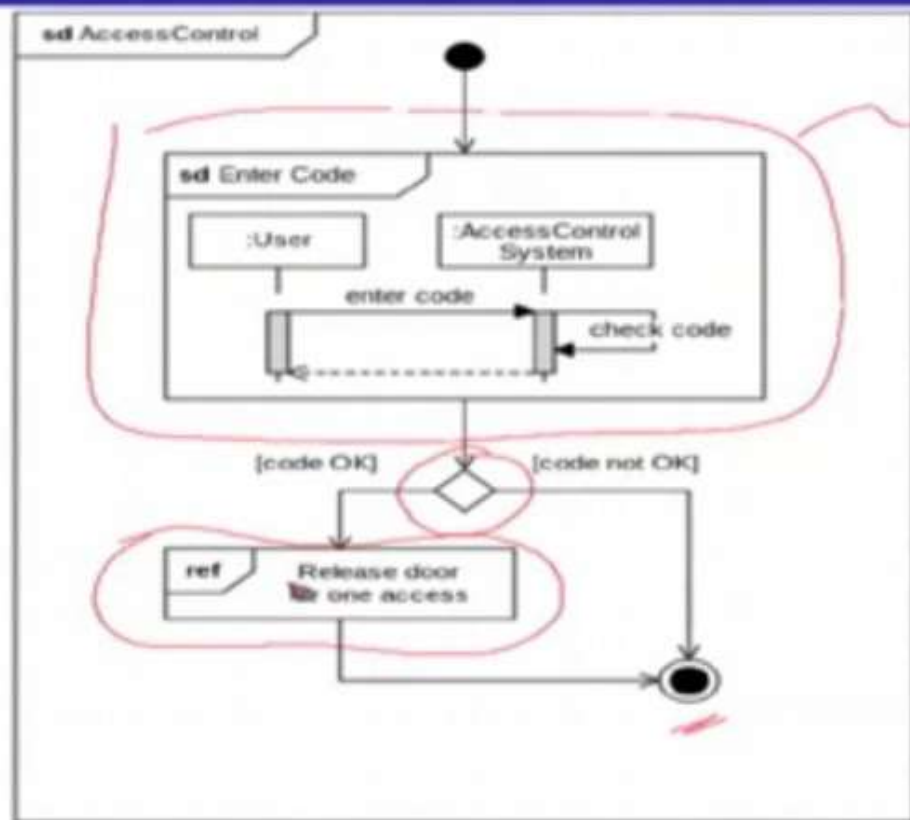 sd AccessControl
sd Enter Code
:User
:AccessControl
System
enter code
check code
[code OK]
[code not OK]
ref
Release door
one access